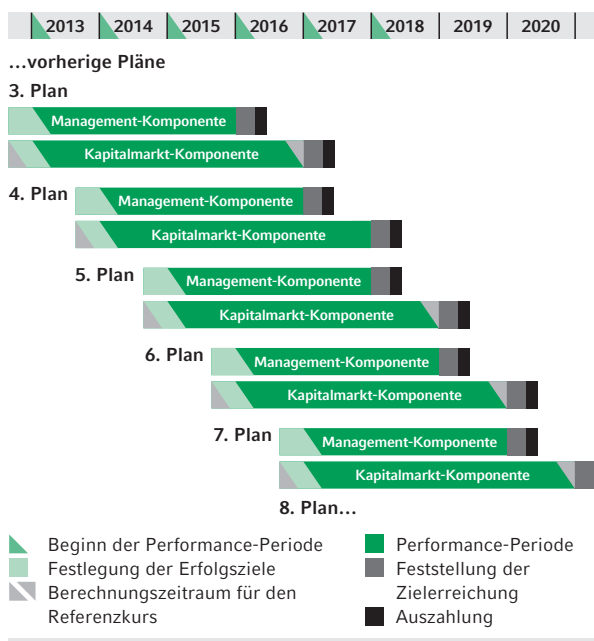 2013 2014 2015 2016 2017 2018 2019 2020
...vorherige Pläne
3. Plan
Management-Komponente
Kapitalmarkt-Komponente
4. Plan
Management-Komponente
Kapitalmarkt-Komponente
5. Plan
Management-Komponente
Kapitalmarkt-Komponente
6. Plan
Management-Komponente
Kapitalmarkt-Komponente
7. Plan
Management-Komponente
Kapitalmarkt-Komponente
8. Plan...
Beginn der Performance-Periode
Festlegung der Erfolgsziele
Berechnungszeitraum für den
Referenzkurs
Performance-Periode
Feststellung der
Zielerreichung
Auszahlung